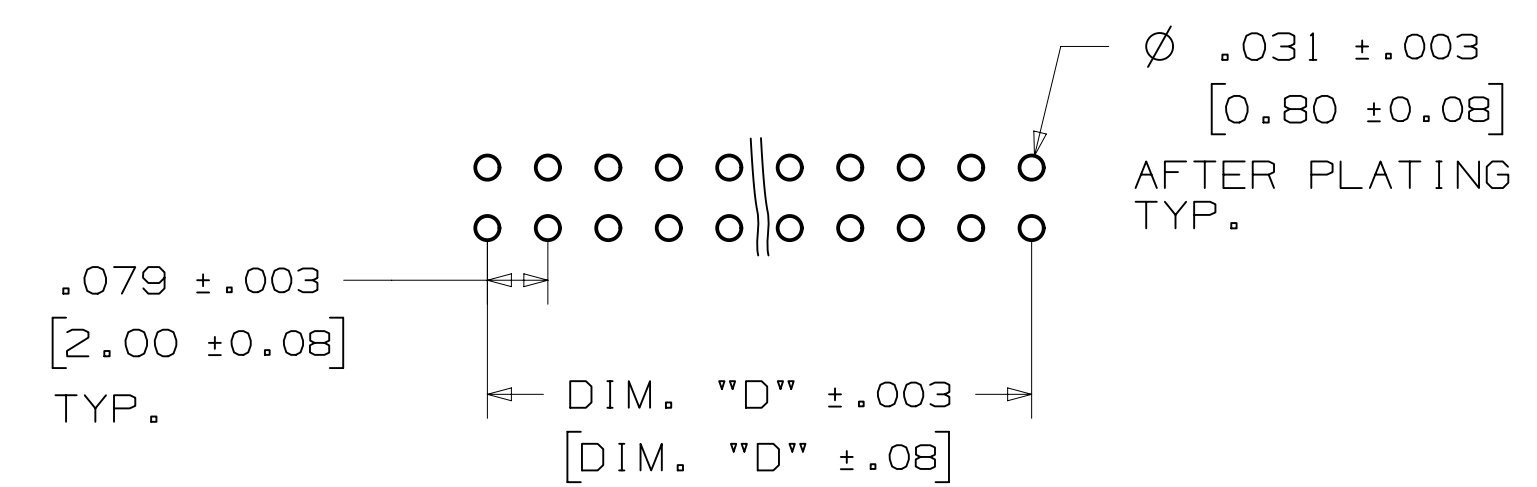 Ø .031 ±.003
[0.80 ±0.08]
AFTER PLATING
TYP.
.079 ±.003
[2.00 ±0.08]
TYP.
DIM. "D" ±.003
[DIM. "D" ±.08]